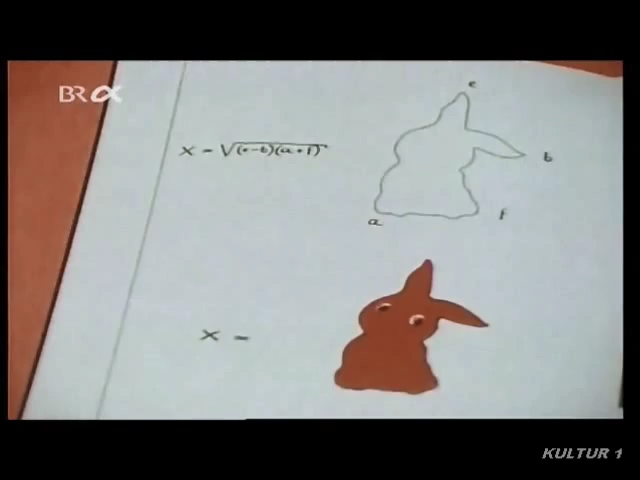 BRα
e
x = √(e-b)(a+f)
b
a
f
x =
KULTUR 1